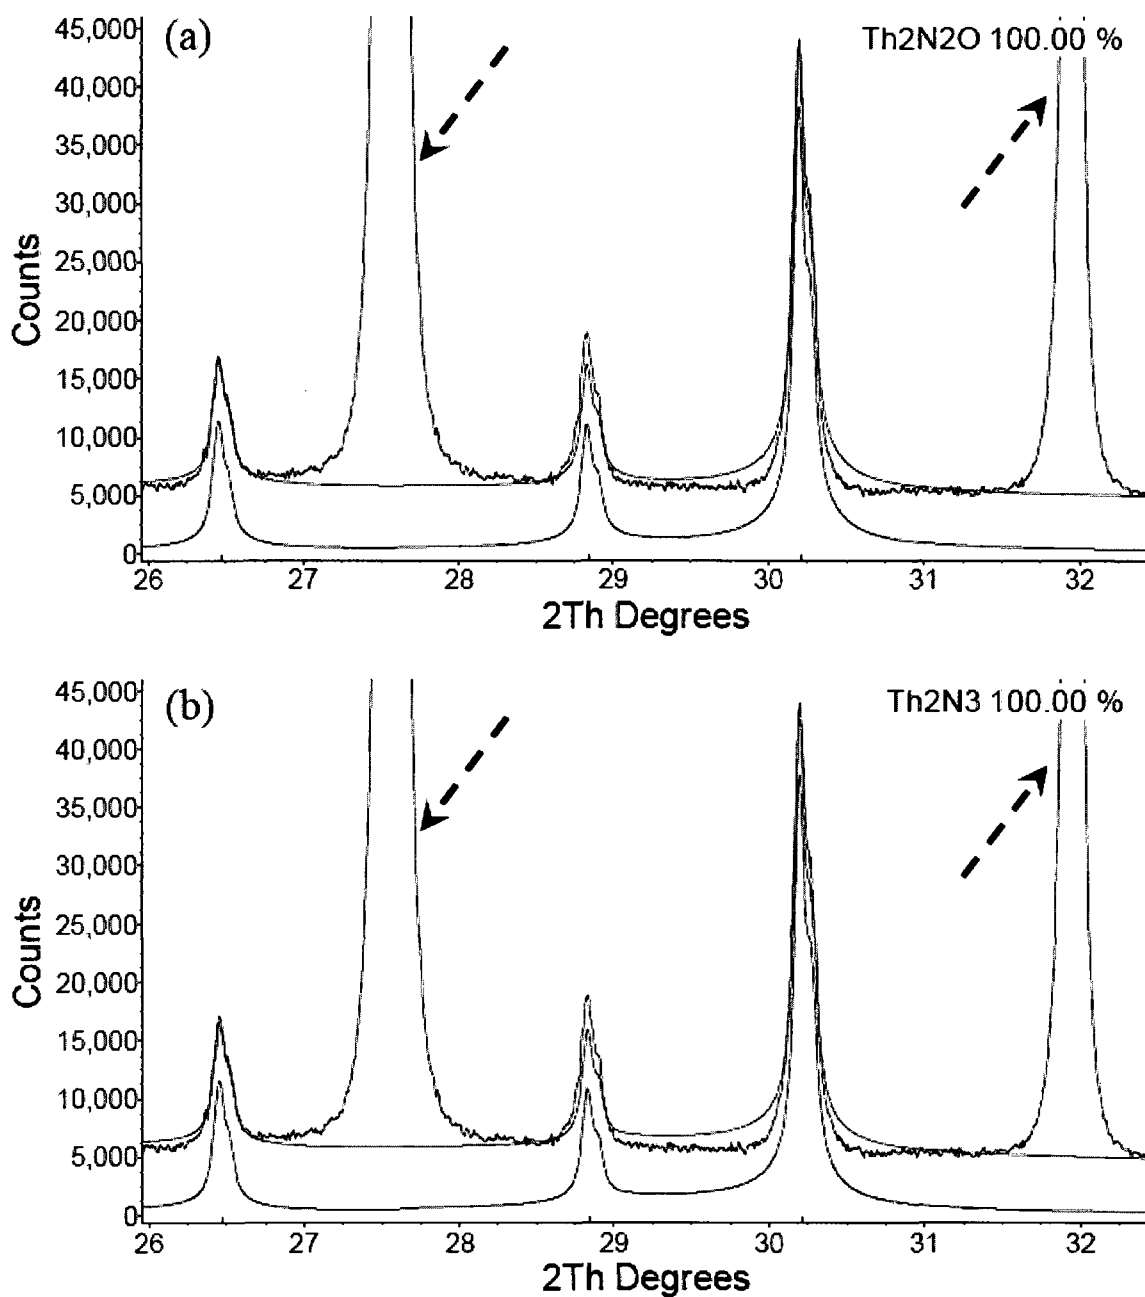 (a)
Th2N2O 100.00 %
45,000
40,000
35,000
30,000
25,000
20,000
15,000
10,000
5,000
0
Counts
26 27 28 29 30 31 32
2Th Degrees
(b)
Th2N3 100.00 %
45,000
40,000
35,000
30,000
25,000
20,000
15,000
10,000
5,000
0
Counts
26 27 28 29 30 31 32
2Th Degrees